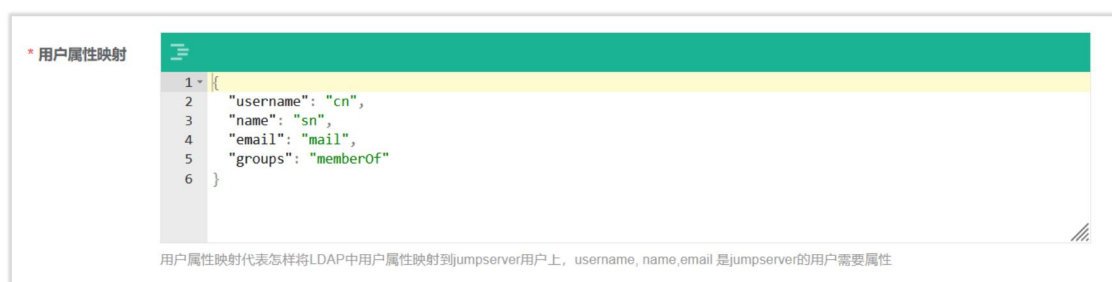 * 用户属性映射
1 {
2 "username": "cn",
3 "name": "sn",
4 "email": "mail",
5 "groups": "memberOf"
6 }
用户属性映射代表怎样将LDAP中用户属性映射到jumpserver用户上，username, name,email 是jumpserver的用户需要属性